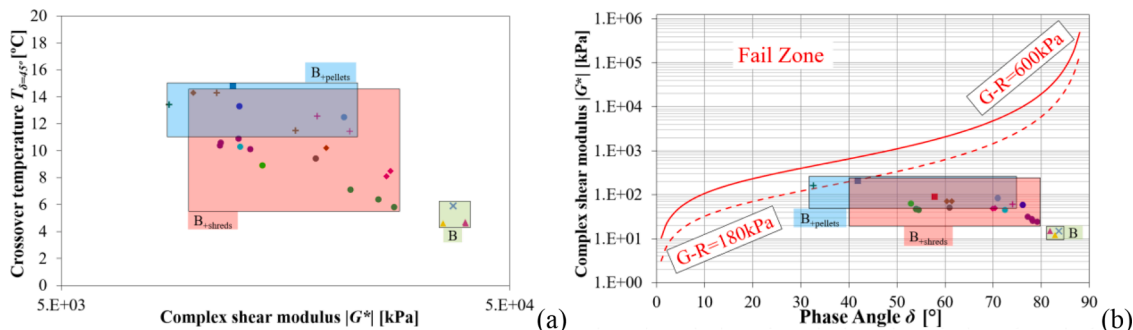 20
18
16
14
12
10
8
6
4
2
0
Crossover temperature T_{δ=45°} [°C]
B+pellets
B+shreds
B
5.E+03
5.E+04
Complex shear modulus |G*| [kPa]
(a)
1.E+06
1.E+05
1.E+04
1.E+03
1.E+02
1.E+01
1.E+00
Complex shear modulus |G*| [kPa]
Fail Zone
G-R=600kPa
G-R=180kPa
B+pellets
B+shreds
B
0 10 20 30 40 50 60 70 80 90
Phase Angle δ [°]
(b)